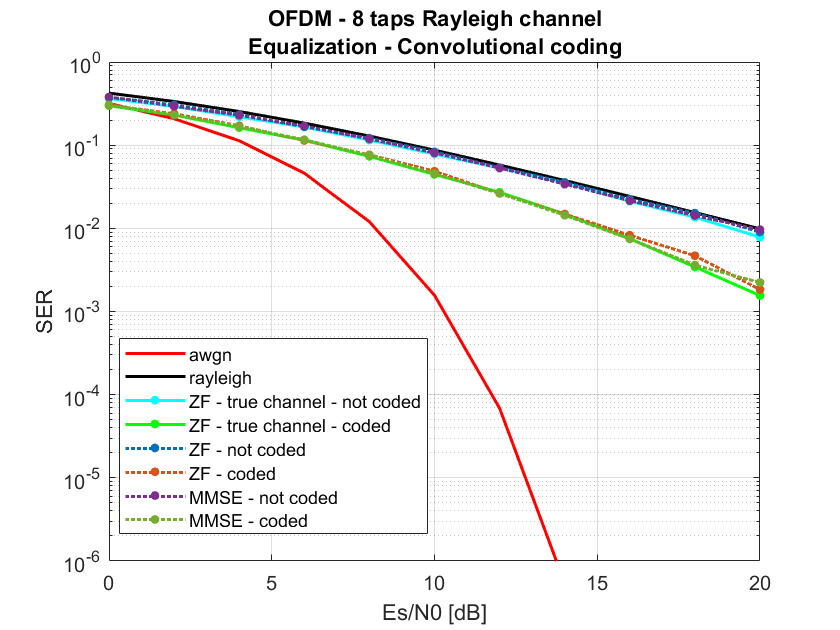 OFDM - 8 taps Rayleigh channel
Equalization - Convolutional coding
10^0
10^-1
10^-2
10^-3
10^-4
10^-5
10^-6
SER
awgn
rayleigh
ZF - true channel - not coded
ZF - true channel - coded
ZF - not coded
ZF - coded
MMSE - not coded
MMSE - coded
0 5 10 15 20
Es/N0 [dB]